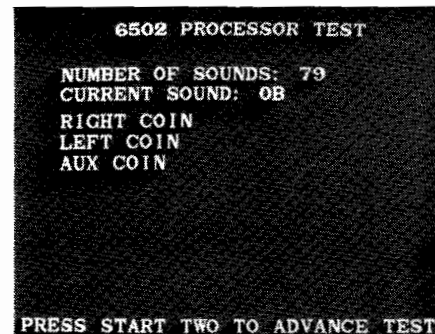 6502 PROCESSOR TEST
NUMBER OF SOUNDS: 79
CURRENT SOUND: 0B
RIGHT COIN
LEFT COIN
AUX COIN
PRESS START TWO TO ADVANCE TEST